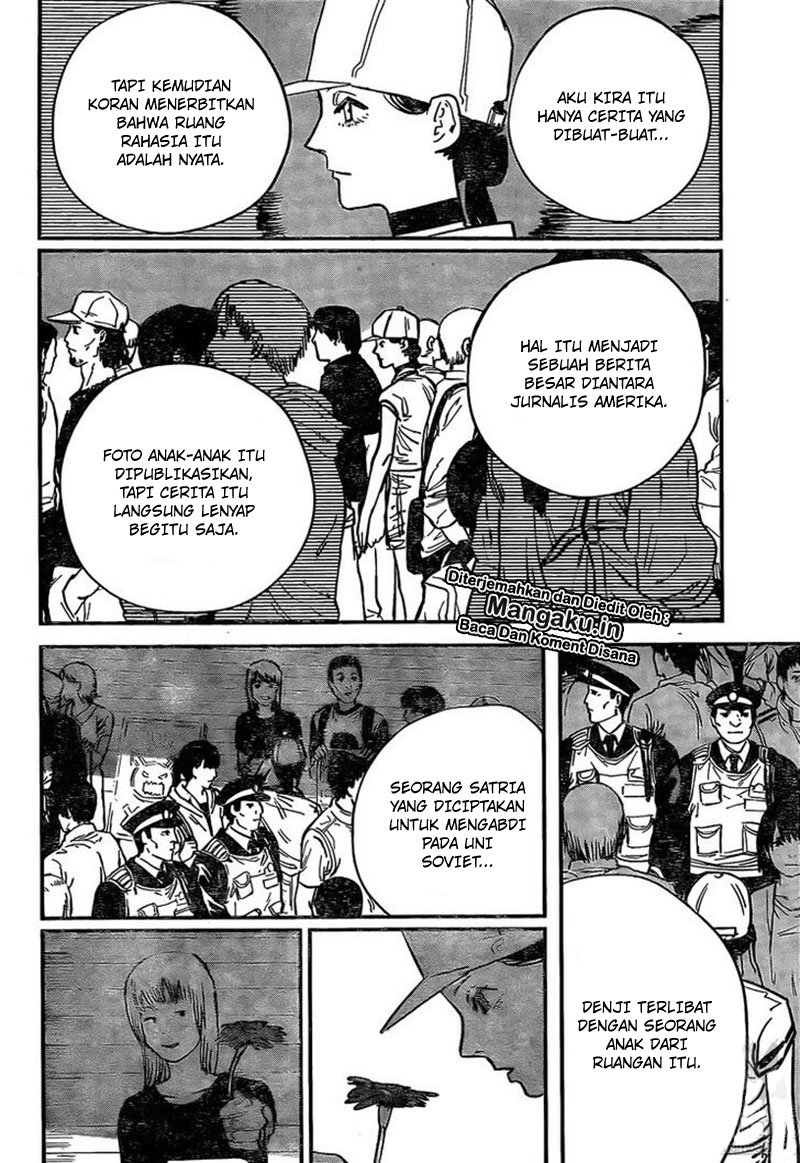 AKU KIRA ITU
HANYA CERITA YANG
DIBUAT-BUAT...
TAPI KEMUDIAN
KORAN MENERBITKAN
BAHWA RUANG
RAHASIA ITU
ADALAH NYATA.
HAL ITU MENJADI
SEBUAH BERITA
BESAR DIANTARA
JURNALIS AMERIKA.
FOTO ANAK-ANAK ITU
DIPUBLIKASIKAN,
TAPI CERITA ITU
LANGSUNG LENYAP
BEGITU SAJA.
Diterjemahkan dan Diedit Oleh :
Mangaku.in
Baca Dan Koment Disana
SEORANG SATRIA
YANG DICIPTAKAN
UNTUK MENGABDI
PADA UNI
SOVIET...
DENJI TERLIBAT
DENGAN SEORANG
ANAK DARI
RUANGAN ITU.